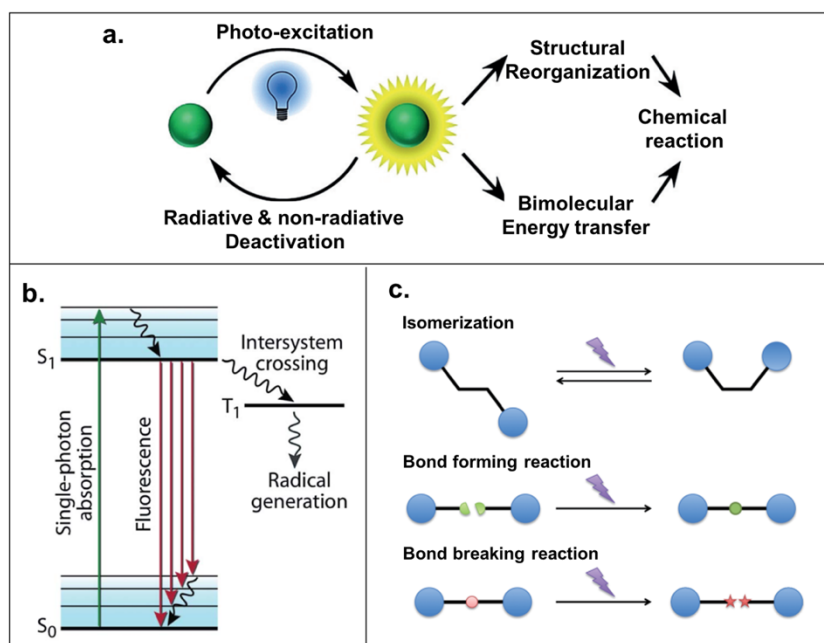 a.
Photo-excitation
Radiative & non-radiative
Deactivation
Structural
Reorganization
Bimolecular
Energy transfer
Chemical
reaction
b.
S1
S0
Single-photon
absorption
Fluorescence
Intersystem
crossing
T1
Radical
generation
c.
Isomerization
Bond forming reaction
Bond breaking reaction